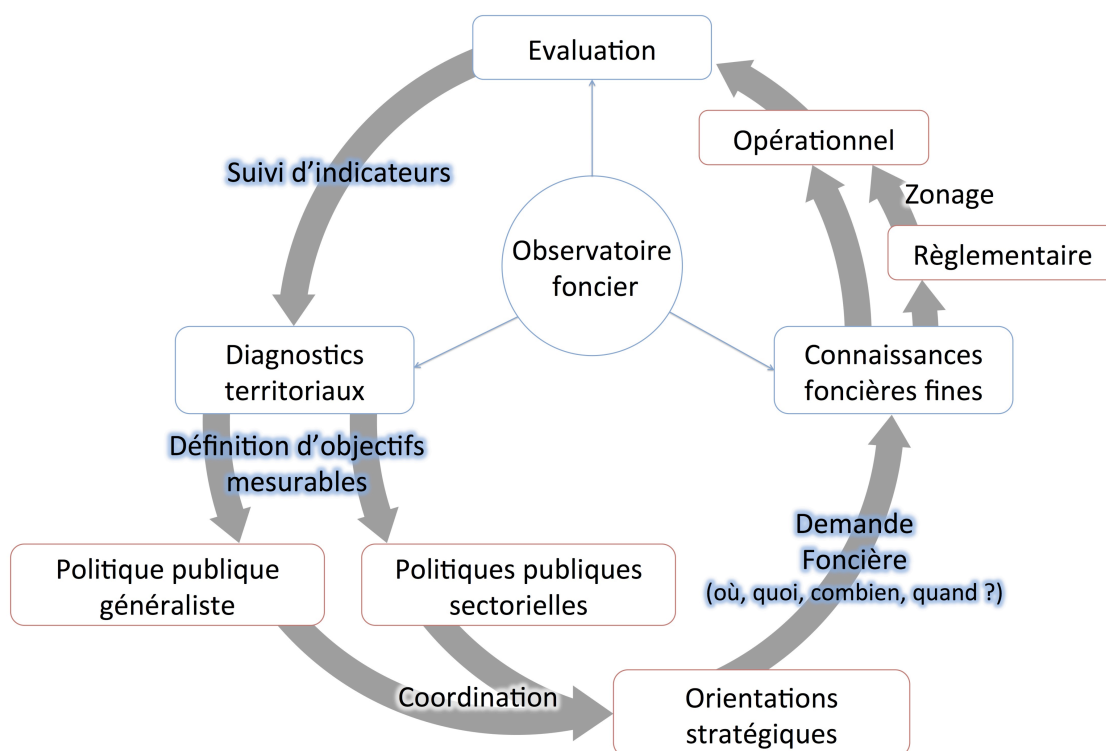 Evaluation
Opérationnel
Suivi d'indicateurs
Zonage
Observatoire
foncier
Règlementaire
Diagnostics
territoriaux
Connaissances
foncières fines
Définition d'objectifs
mesurables
Demande
Foncière
(où, quoi, combien, quand ?)
Politique publique
généraliste
Politiques publiques
sectorielles
Coordination
Orientations
stratégiques